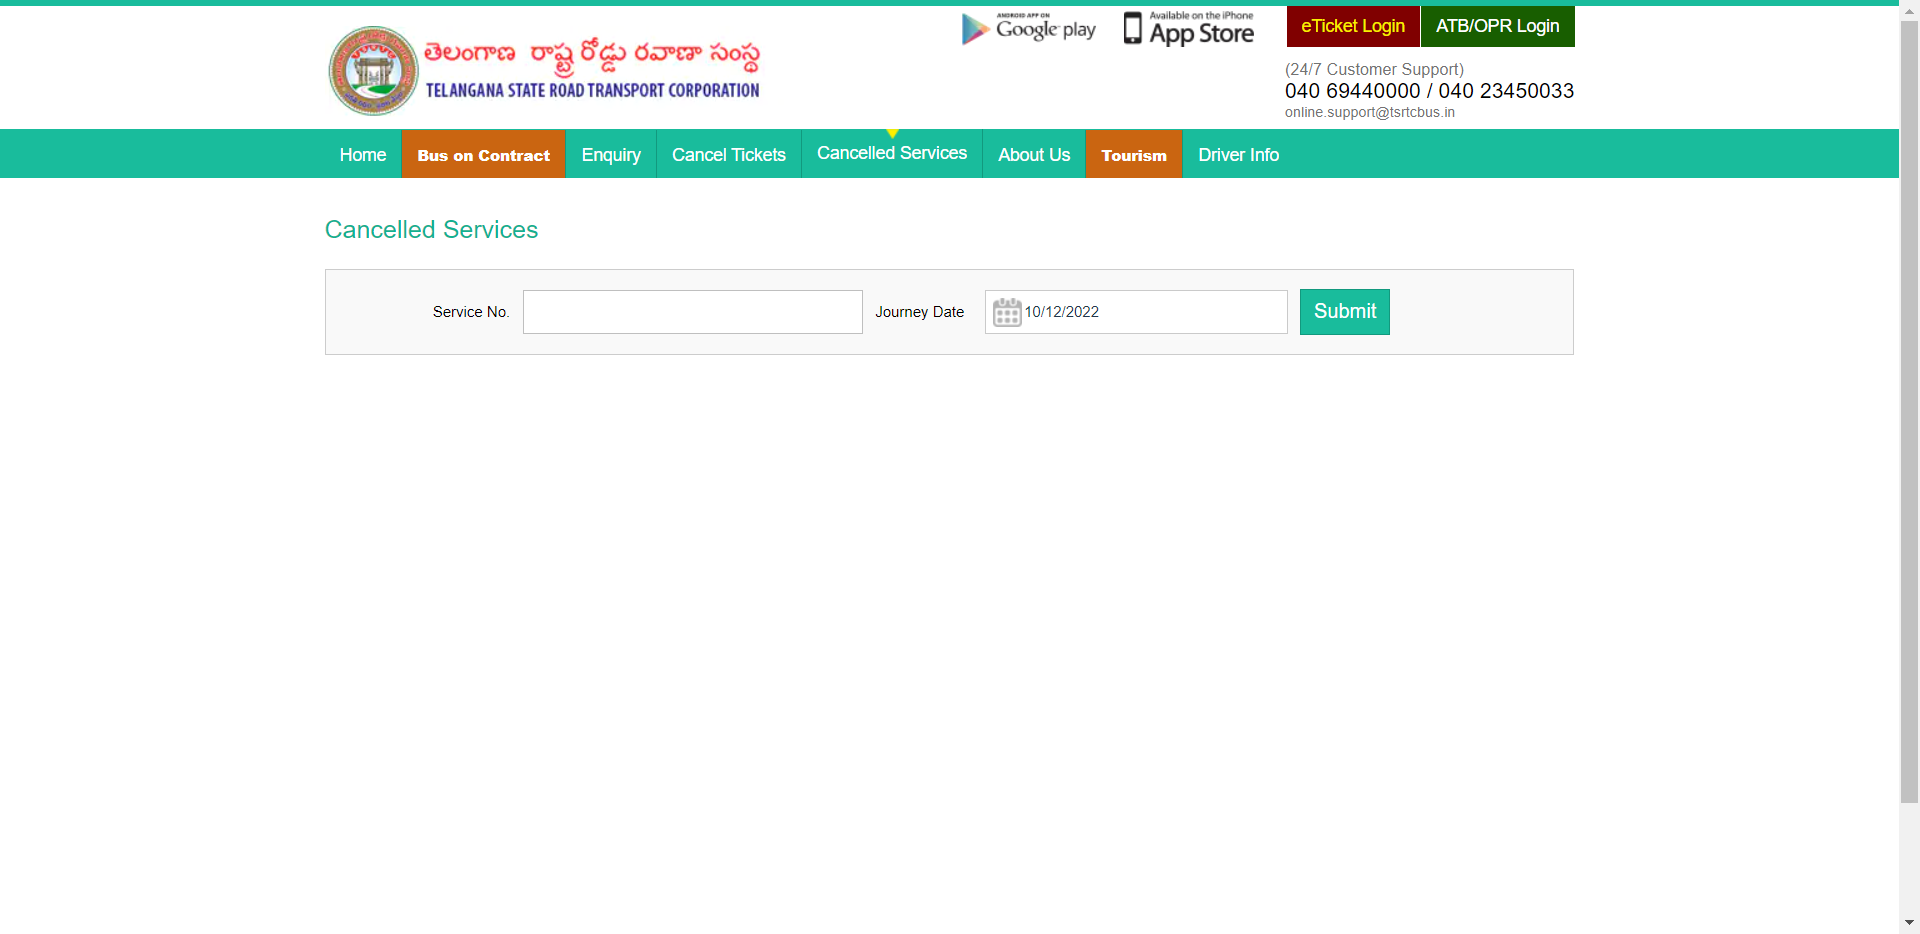 ANDROID APP ON
Google play
Available on the iPhone
App Store
eTicket Login
ATB/OPR Login
తెలంగాణ రాష్ట్ర రోడ్డు రవాణా సంస్థ
TELANGANA STATE ROAD TRANSPORT CORPORATION
(24/7 Customer Support)
040 69440000 / 040 23450033
online.support@tsrtcbus.in
Home
Bus on Contract
Enquiry
Cancel Tickets
Cancelled Services
About Us
Tourism
Driver Info
Cancelled Services
Service No.
Journey Date
10/12/2022
Submit